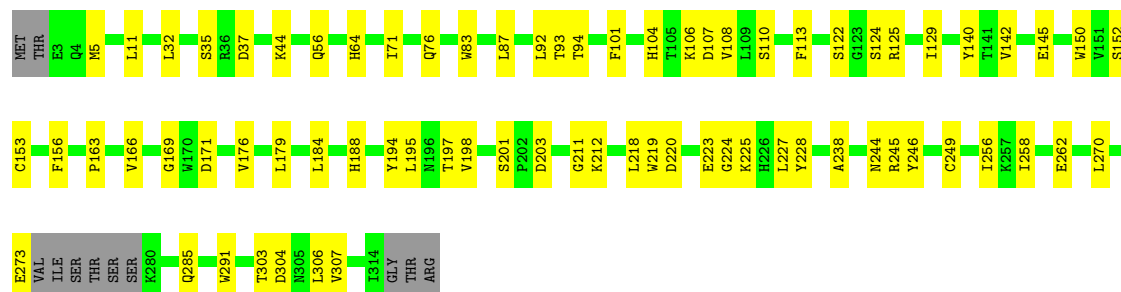 MET THR E3 Q4 M5 L11 L32 S35 R36 D37 K44 Q56 H64 I71 Q76 W83 L87 L92 T93 T94 F101 H104 T105 K106 D107 V108 L109 S110 F113 S122 G123 S124 R125 I129 Y140 T141 V142 E145 W150 V151 S152
C153 F156 P163 V166 G169 W170 D171 V176 L179 L184 H188 Y194 L195 N196 T197 V198 S201 P202 D203 G211 K212 L218 W219 D220 E223 G224 K225 H226 L227 Y228 A238 N244 R245 Y246 C249 I256 K257 I258 E262 L270
E273 VAL ILE SER THR SER SER K280 Q285 W291 T303 D304 N305 L306 V307 I314 GLY THR ARG